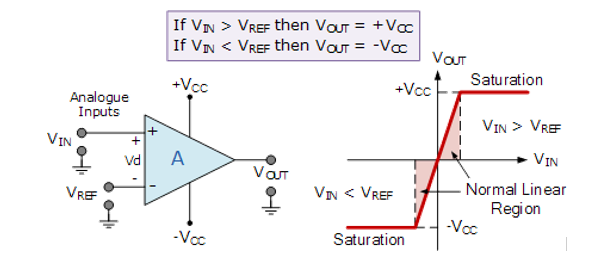 If VIN > VREF then VOUT = +VCC
If VIN < VREF then VOUT = -VCC
Analogue
Inputs
+VCC
VIN
+
+
Vd
A
-
-
VREF
VOUT
-VCC
VOUT
+VCC
Saturation
VIN > VREF
VIN
VIN < VREF
Normal Linear
Region
-VCC
Saturation